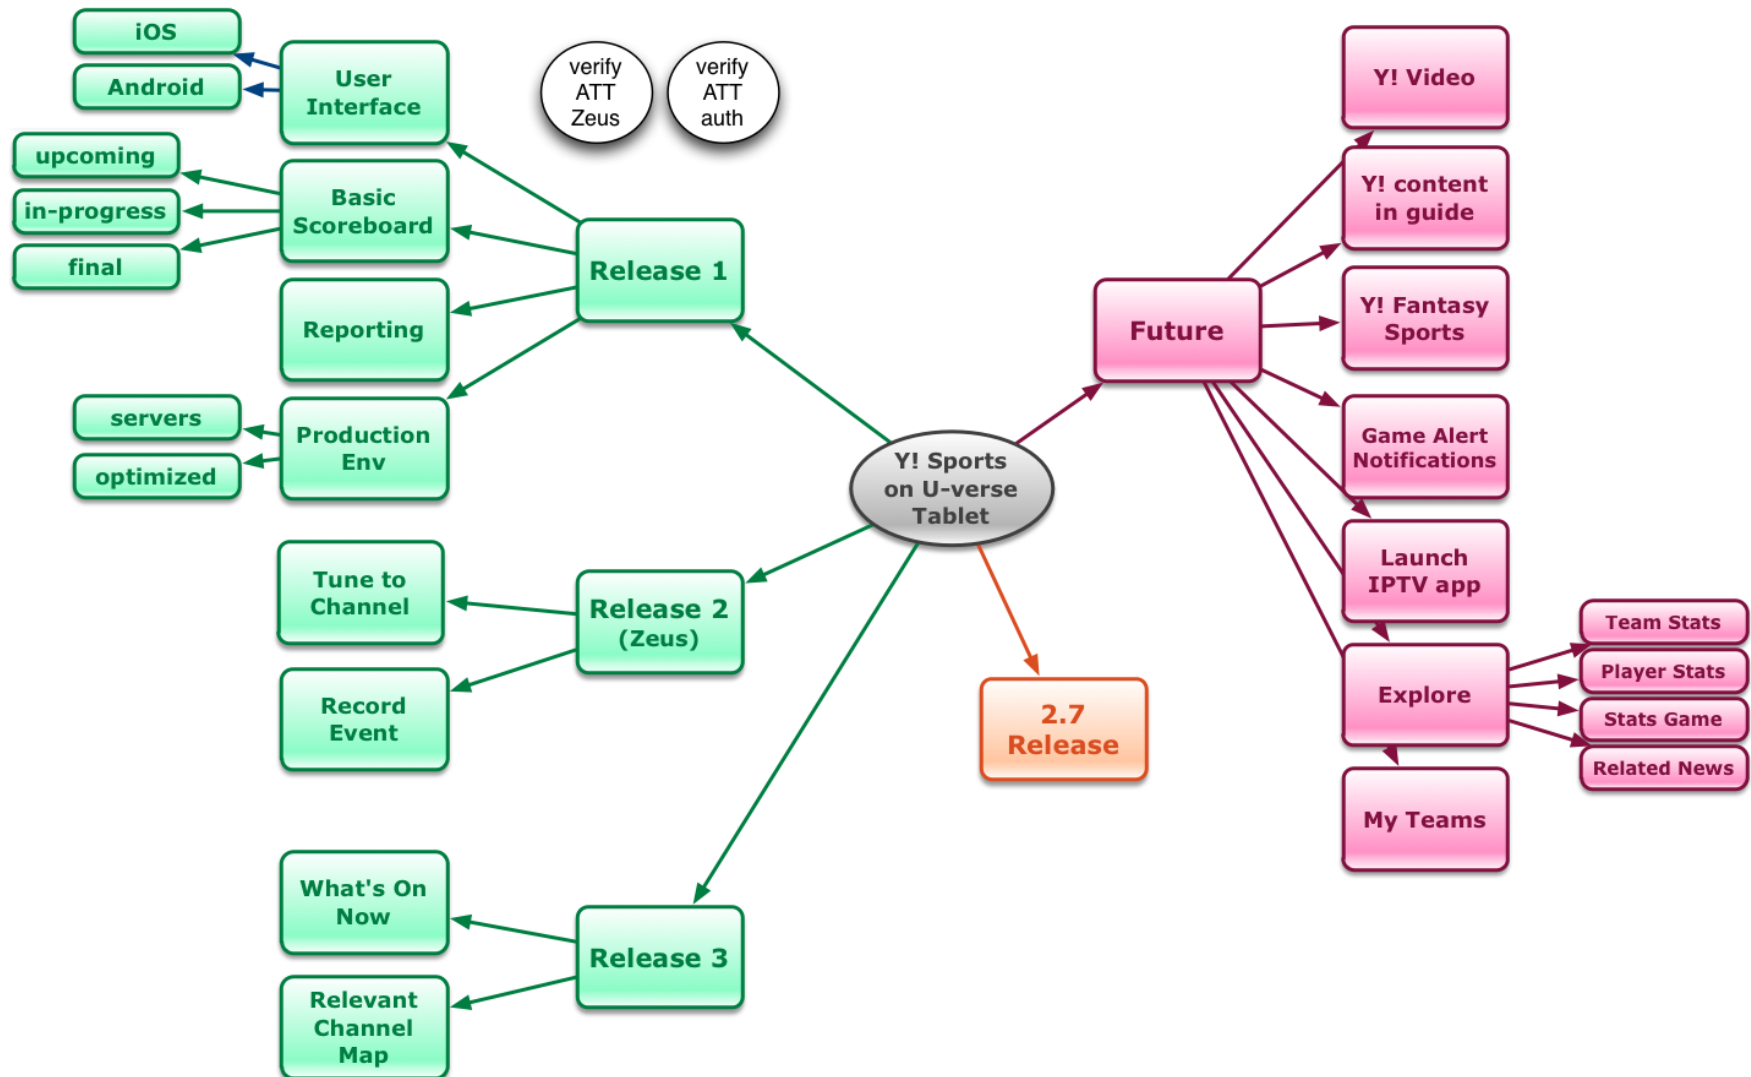 iOS
Android
User
Interface
upcoming
in-progress
final
Basic
Scoreboard
Reporting
servers
optimized
Production
Env
verify
ATT
Zeus
verify
ATT
auth
Release 1
Tune to
Channel
Record
Event
Release 2
(Zeus)
What's On
Now
Relevant
Channel
Map
Release 3
Y! Sports
on U-verse
Tablet
2.7
Release
Future
Y! Video
Y! content
in guide
Y! Fantasy
Sports
Game Alert
Notifications
Launch
IPTV app
Explore
Team Stats
Player Stats
Stats Game
Related News
My Teams